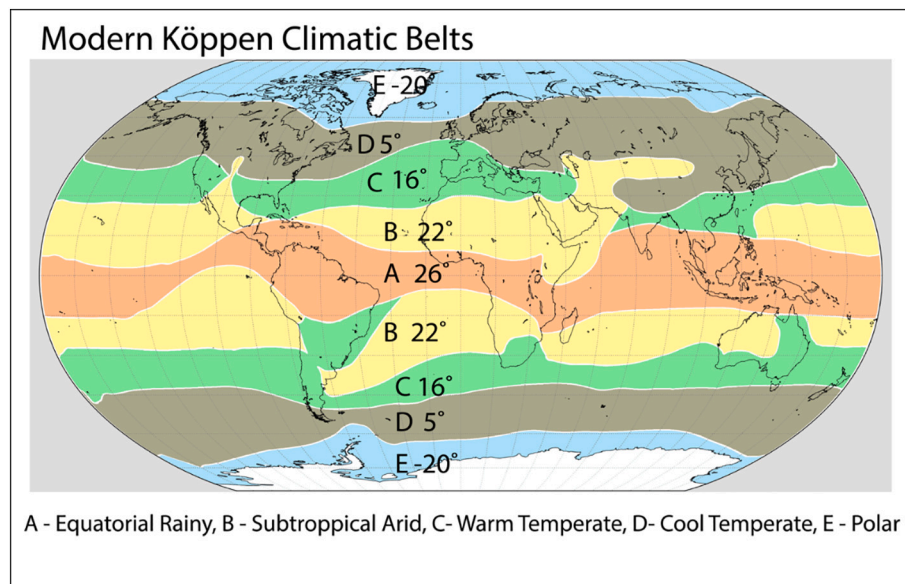 Modern Köppen Climatic Belts
E -20
D 5°
C 16°
B 22°
A 26°
B 22°
C 16°
D 5°
E -20°
A - Equatorial Rainy, B - Subtroppical Arid, C- Warm Temperate, D- Cool Temperate, E - Polar